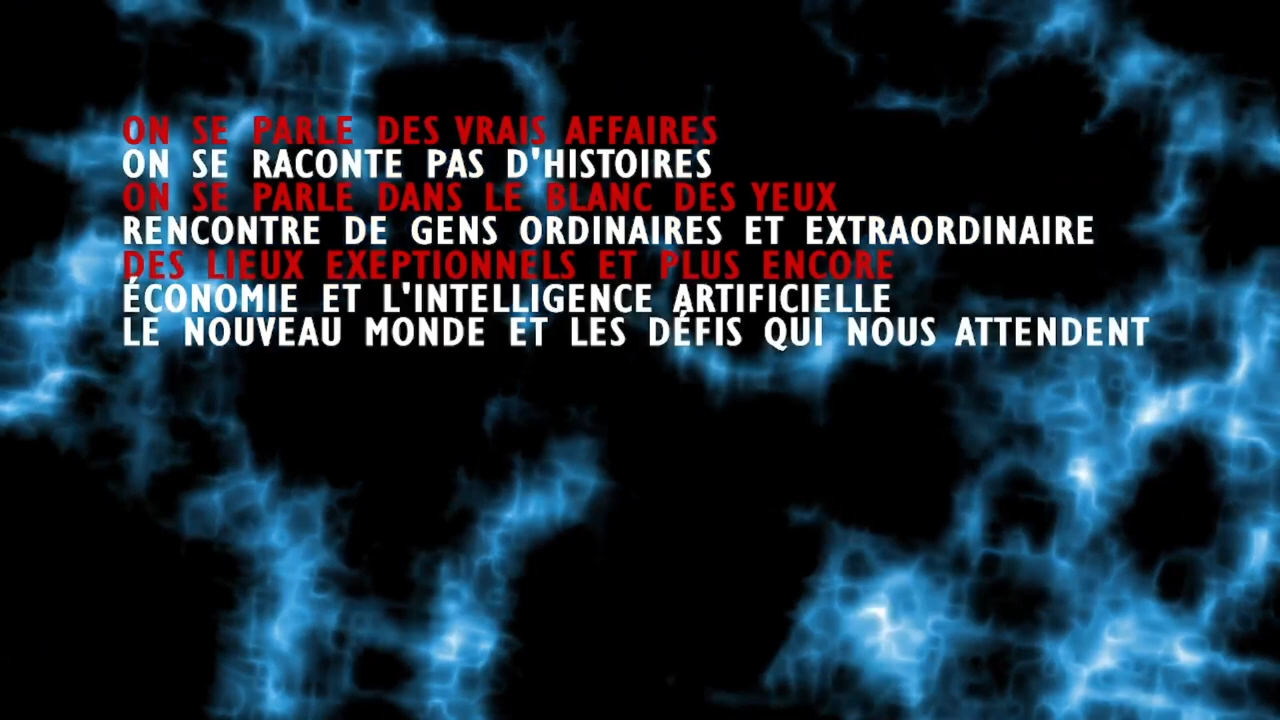 ON SE PARLE DES VRAIS AFFAIRES
ON SE RACONTE PAS D'HISTOIRES
ON SE PARLE DANS LE BLANC DES YEUX
RENCONTRE DE GENS ORDINAIRES ET EXTRAORDINAIRE
DES LIEUX EXEPTIONNELS ET PLUS ENCORE
ÉCONOMIE ET L'INTELLIGENCE ARTIFICIELLE
LE NOUVEAU MONDE ET LES DÉFIS QUI NOUS ATTENDENT